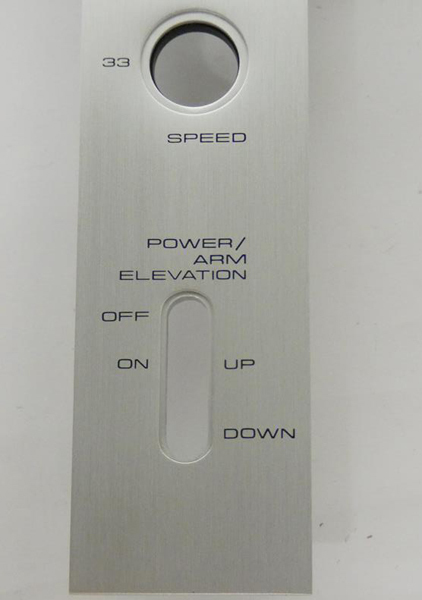 33
SPEED
POWER/
ARM
ELEVATION
OFF
ON UP
DOWN